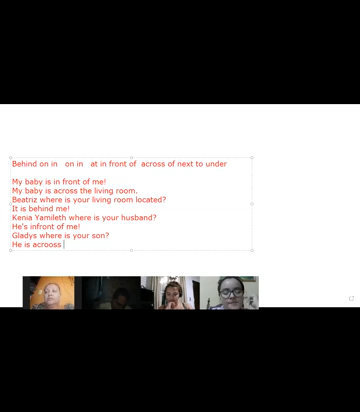 Behind on in on in at in front of across of next to under
My baby is in front of me!
My baby is across the living room.
Beatriz where is your living room located?
It is behind me!
Kenia Yamileth where is your husband?
He's infront of me!
Gladys where is your son?
He is acrooss